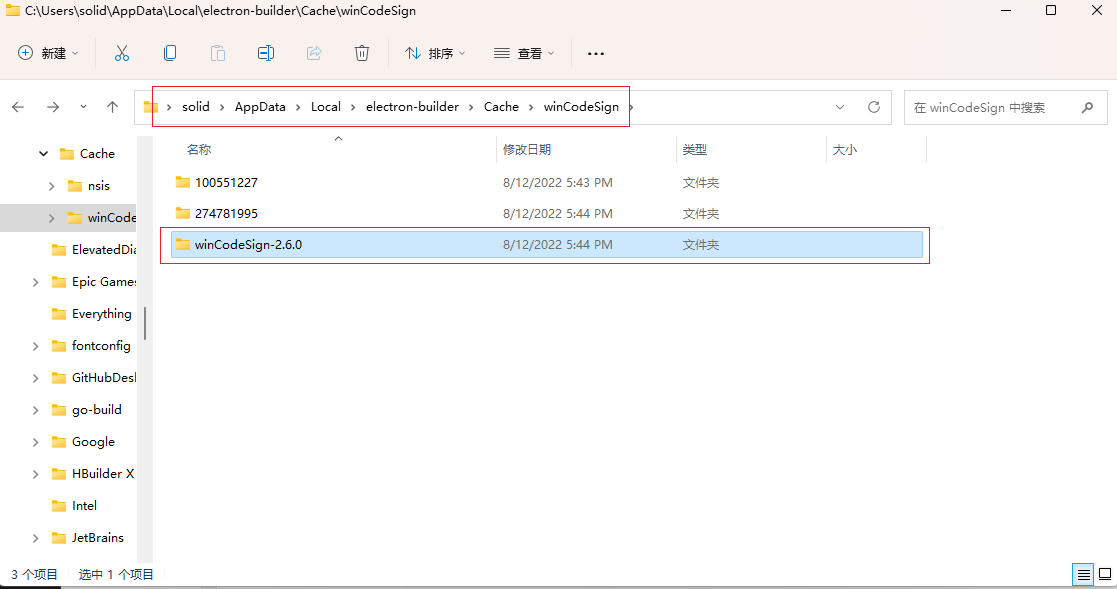 C:\Users\solid\AppData\Local\electron-builder\Cache\winCodeSign
新建 排序 查看
solid AppData Local electron-builder Cache winCodeSign 在 winCodeSign 中搜索
Cache
nsis
winCode
ElevatedDia
Epic Games
Everything
fontconfig
GitHubDesk
go-build
Google
HBuilder X
Intel
JetBrains
名称 修改日期 类型 大小
100551227 8/12/2022 5:43 PM 文件夹
274781995 8/12/2022 5:44 PM 文件夹
winCodeSign-2.6.0 8/12/2022 5:44 PM 文件夹
3 个项目 选中 1 个项目